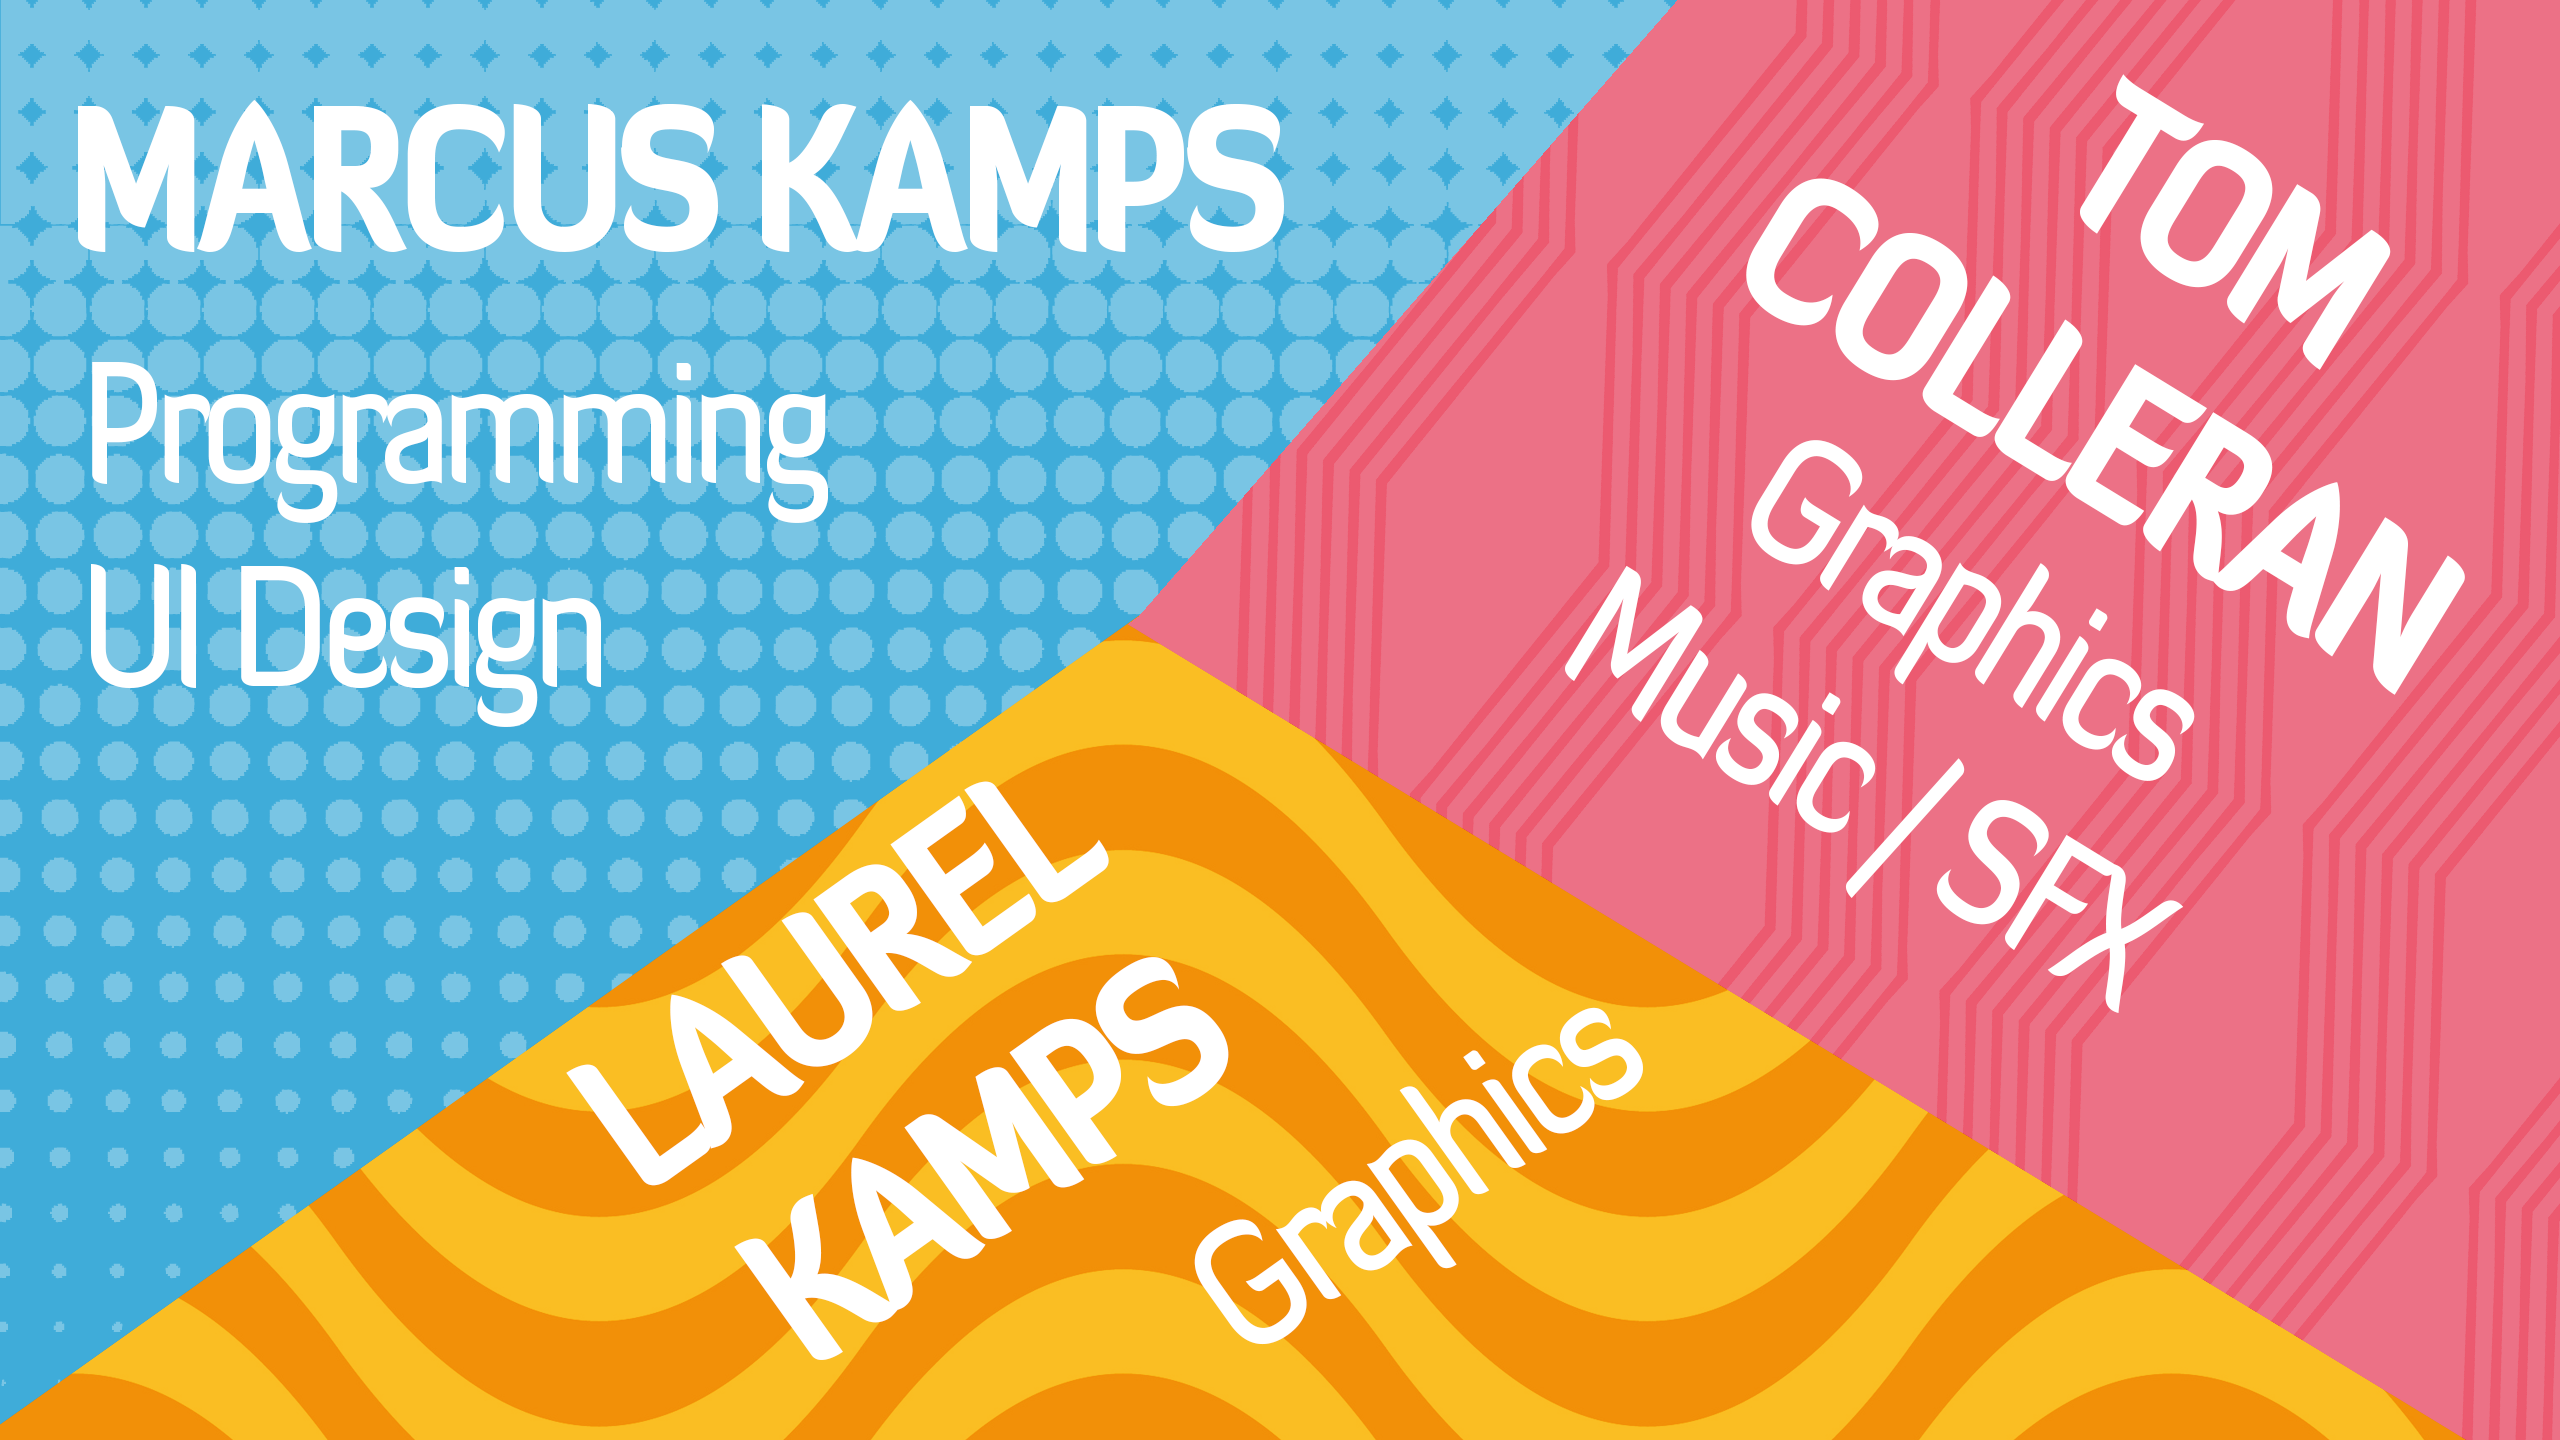 MARCUS KAMPS
Programming
UI Design
TOM
COLLERAN
Graphics
Music / SFX
LAUREL
KAMPS
Graphics